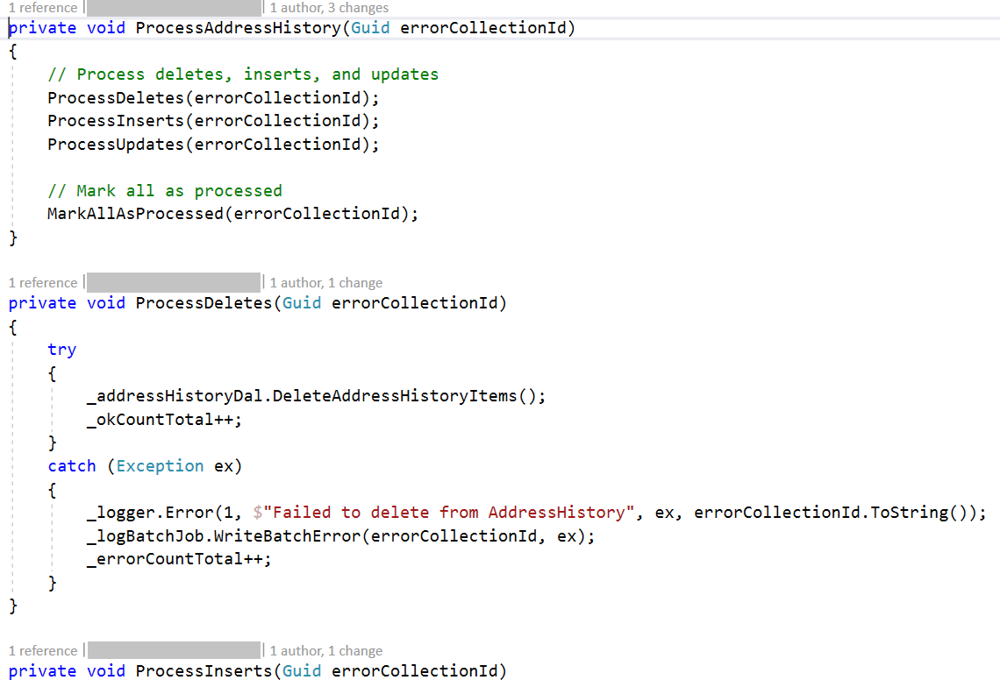 1 reference | | 1 author, 3 changes
private void ProcessAddressHistory(Guid errorCollectionId)
{
    // Process deletes, inserts, and updates
    ProcessDeletes(errorCollectionId);
    ProcessInserts(errorCollectionId);
    ProcessUpdates(errorCollectionId);

    // Mark all as processed
    MarkAllAsProcessed(errorCollectionId);
}

1 reference | | 1 author, 1 change
private void ProcessDeletes(Guid errorCollectionId)
{
    try
    {
        _addressHistoryDal.DeleteAddressHistoryItems();
        _okCountTotal++;
    }
    catch (Exception ex)
    {
        _logger.Error(1, $"Failed to delete from AddressHistory", ex, errorCollectionId.ToString());
        _logBatchJob.WriteBatchError(errorCollectionId, ex);
        _errorCountTotal++;
    }
}

1 reference | | 1 author, 1 change
private void ProcessInserts(Guid errorCollectionId)